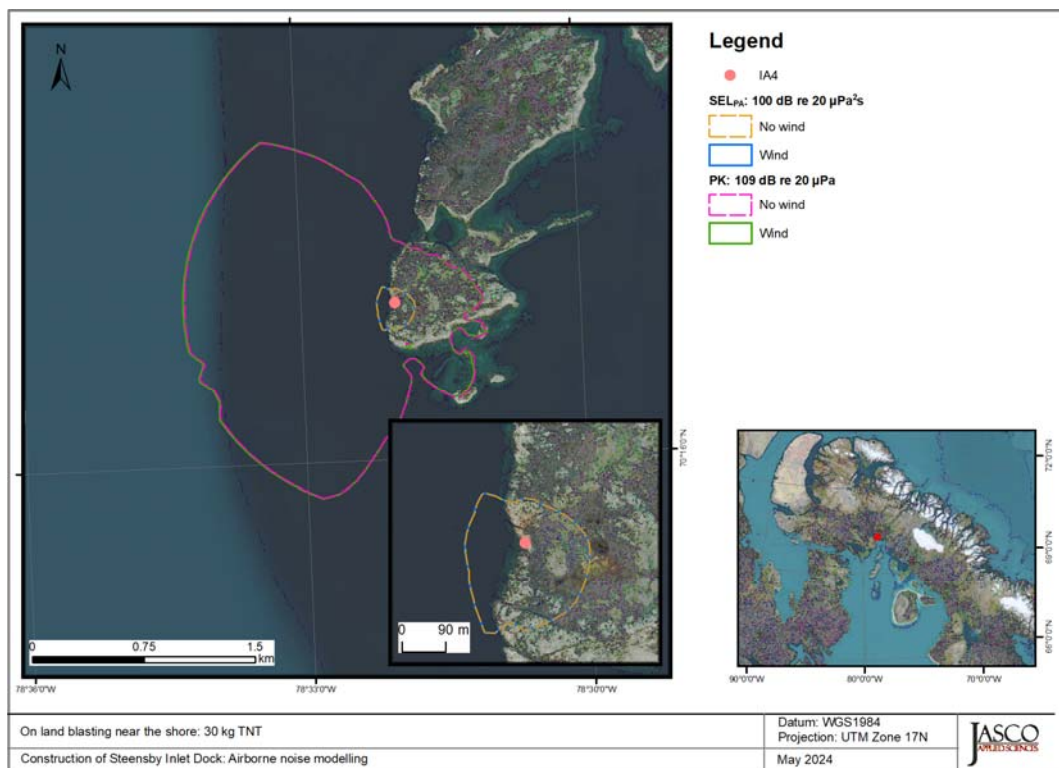 N
Legend
IA4
SELPA: 100 dB re 20 µPa²s
No wind
Wind
PK: 109 dB re 20 µPa
No wind
Wind
70°16'0"N
0 90 m
0 0.75 1.5
km
78°36'0"W 78°33'0"W 78°30'0"W
72°0'0"N
69°0'0"N
66°0'0"N
90°0'0"W 80°0'0"W 70°0'0"W
On land blasting near the shore: 30 kg TNT
Construction of Steensby Inlet Dock: Airborne noise modelling
Datum: WGS1984
Projection: UTM Zone 17N
May 2024
JASCO
APPLIED SCIENCES